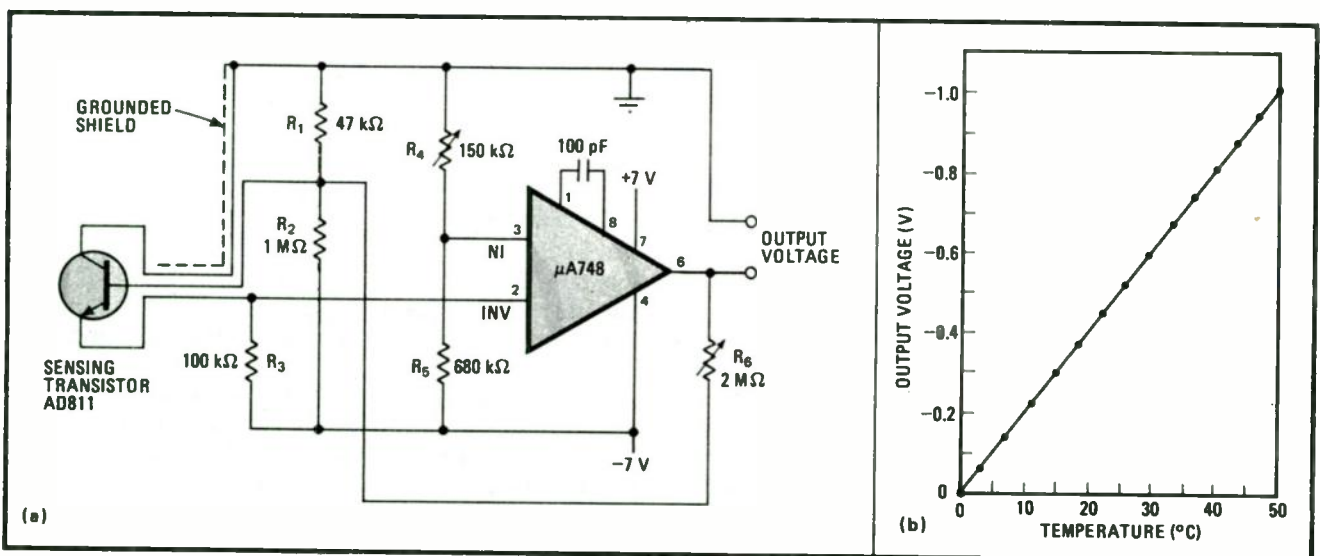 GROUNDED
SHIELD
R1
47 kΩ
R4
150 kΩ
100 pF
+7 V
1
8
R2
1 MΩ
3
NI
7
μA748
6
OUTPUT
VOLTAGE
2
INV
4
100 kΩ
R3
R5
680 kΩ
R6
2 MΩ
SENSING
TRANSISTOR
AD811
−7 V
(a)
OUTPUT VOLTAGE (V)
−1.0
−0.8
−0.6
−0.4
−0.2
0
0 10 20 30 40 50
TEMPERATURE (°C)
(b)